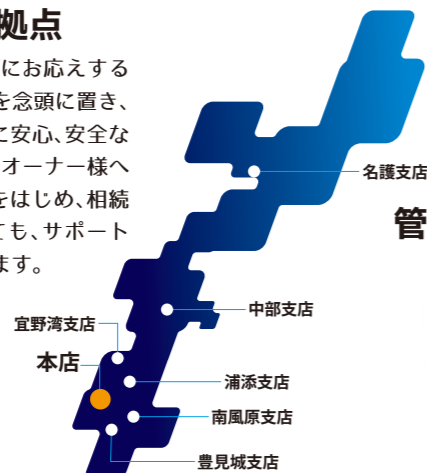 拠点
にお応えする
を念頭に置き、
に安心、安全な
オーナー様へ
をはじめ、相続
ても、サポート
ます。
名護支店
管
中部支店
宜野湾支店
本店
浦添支店
南風原支店
豊見城支店